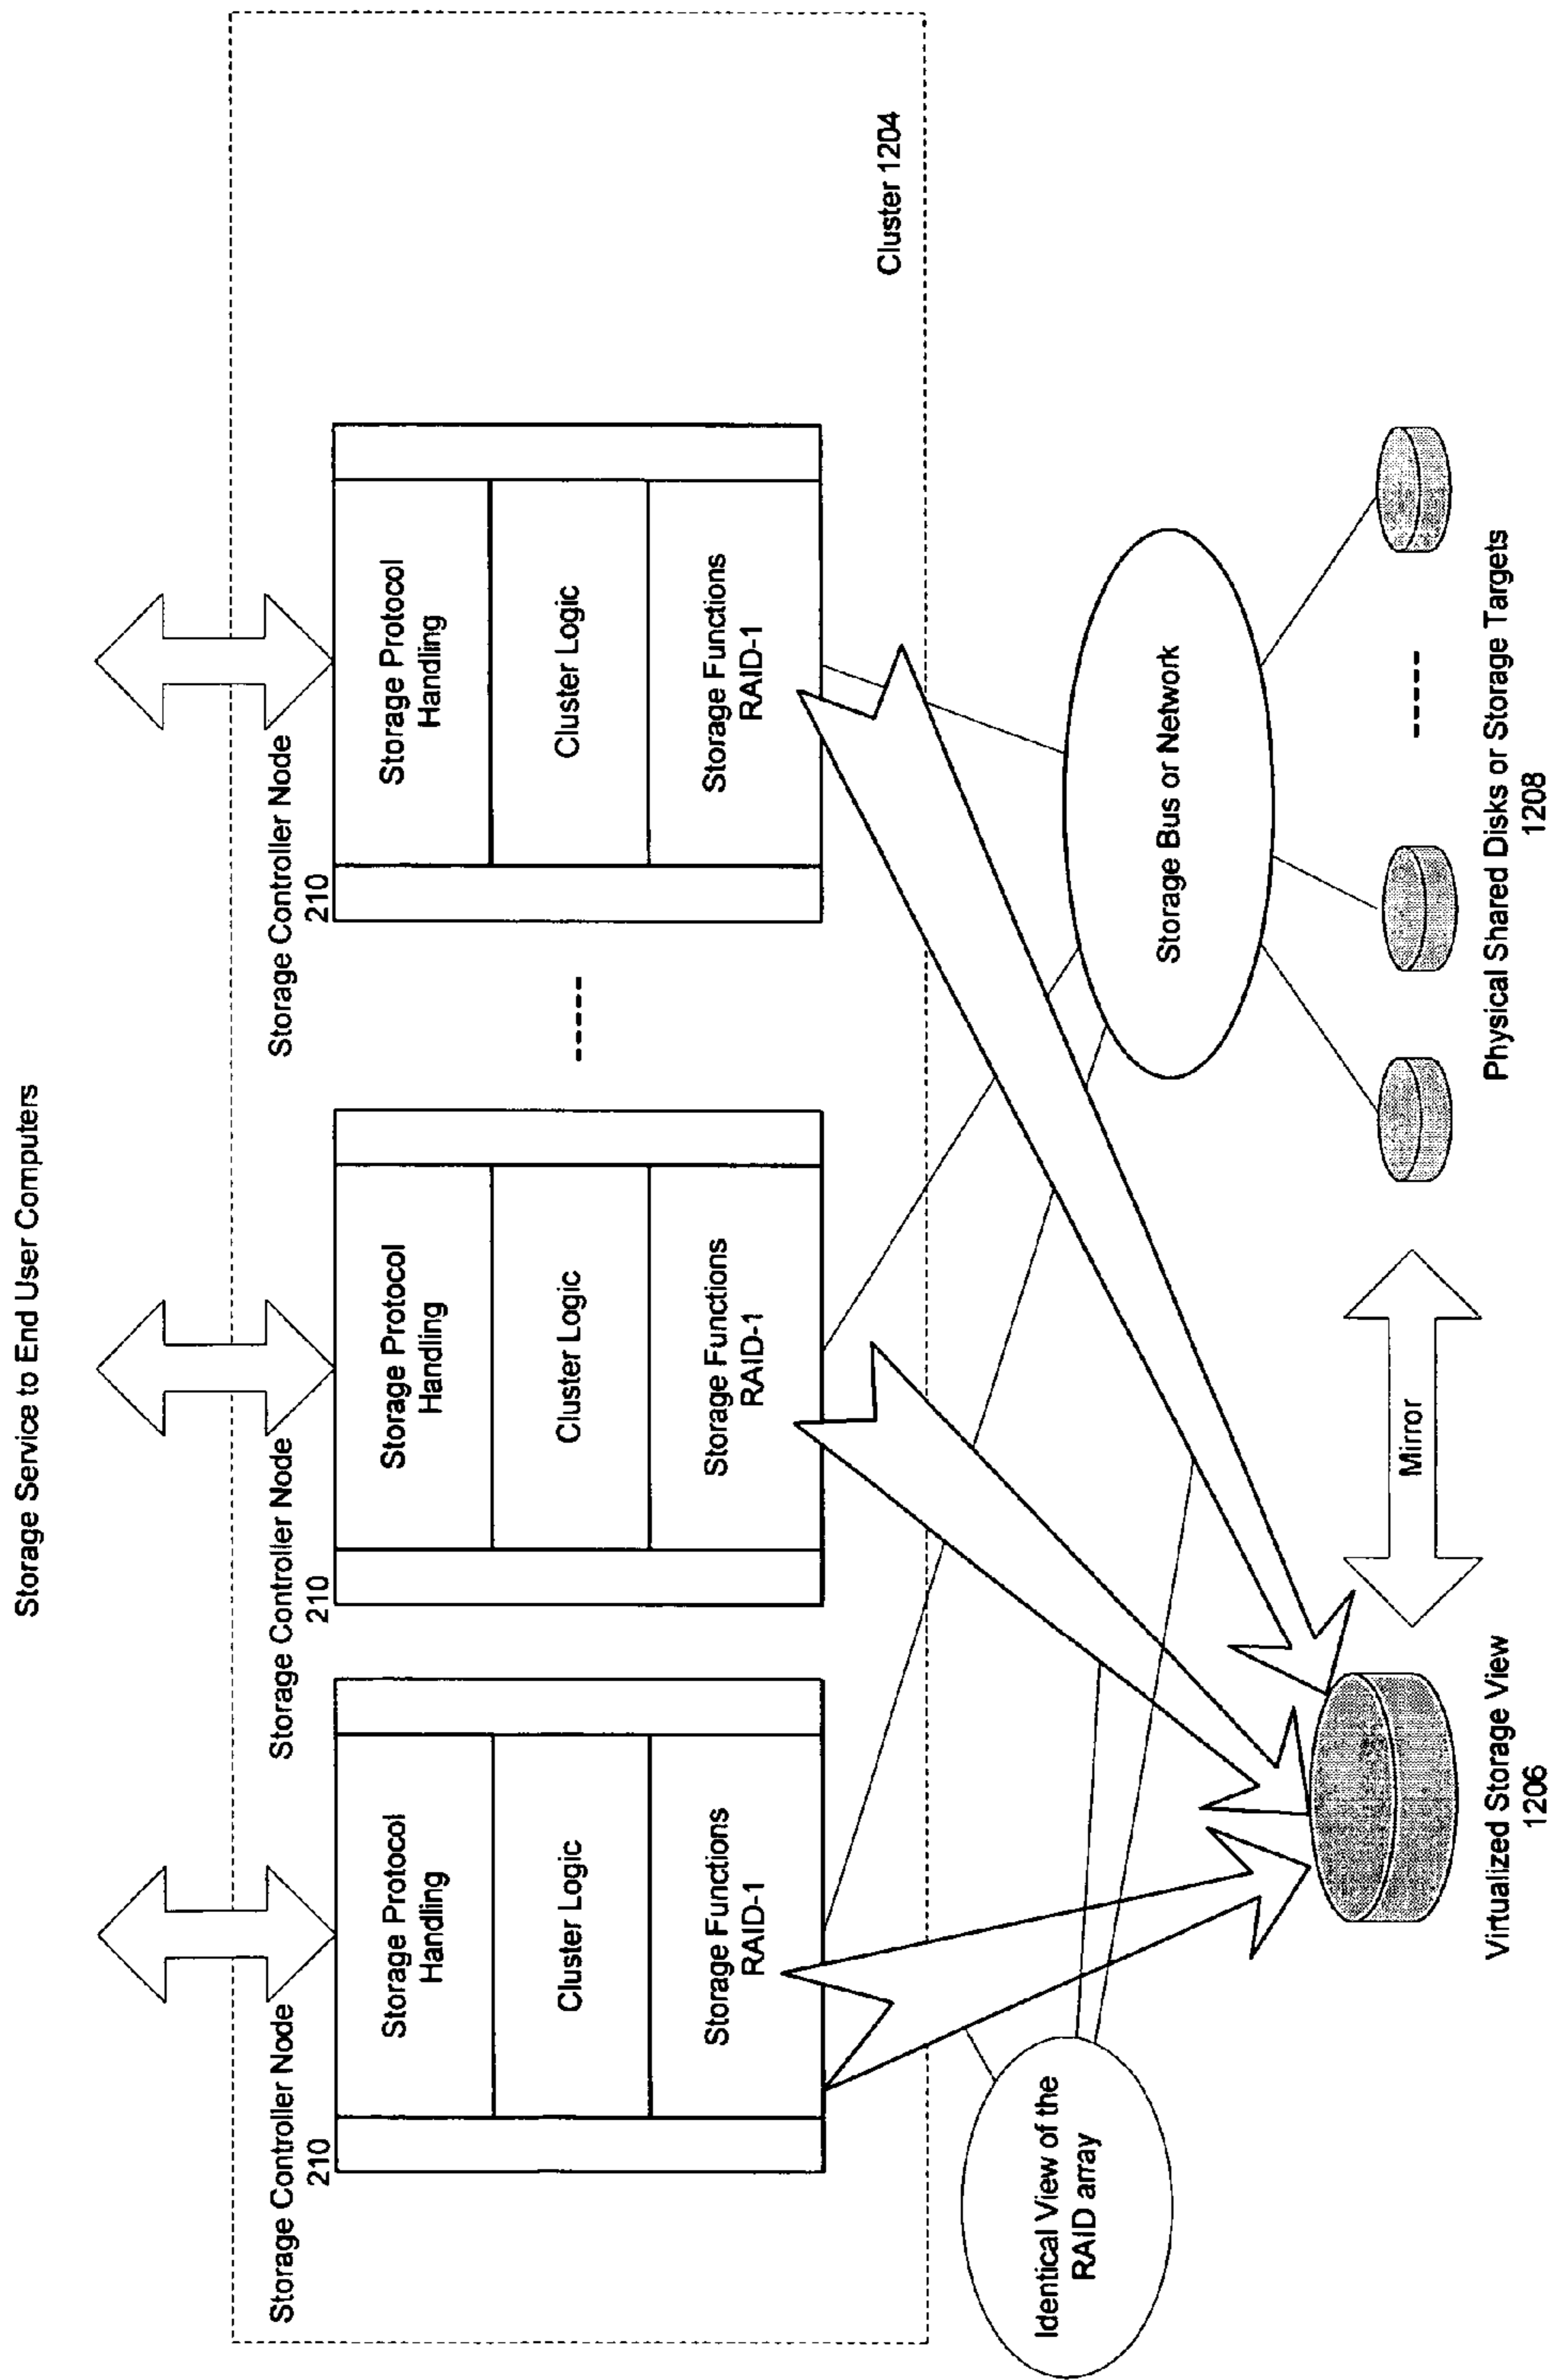 Storage Service to End User Computers
Storage Controller Node
210
Storage Protocol
Handling
Cluster Logic
Storage Functions
RAID-1
Storage Controller Node
210
Storage Protocol
Handling
Cluster Logic
Storage Functions
RAID-1
-----
Storage Controller Node
210
Storage Protocol
Handling
Cluster Logic
Storage Functions
RAID-1
Cluster 1204
Identical View of the
RAID array
Storage Bus or Network
Mirror
-----
Virtualized Storage View
1206
Physical Shared Disks or Storage Targets
1208